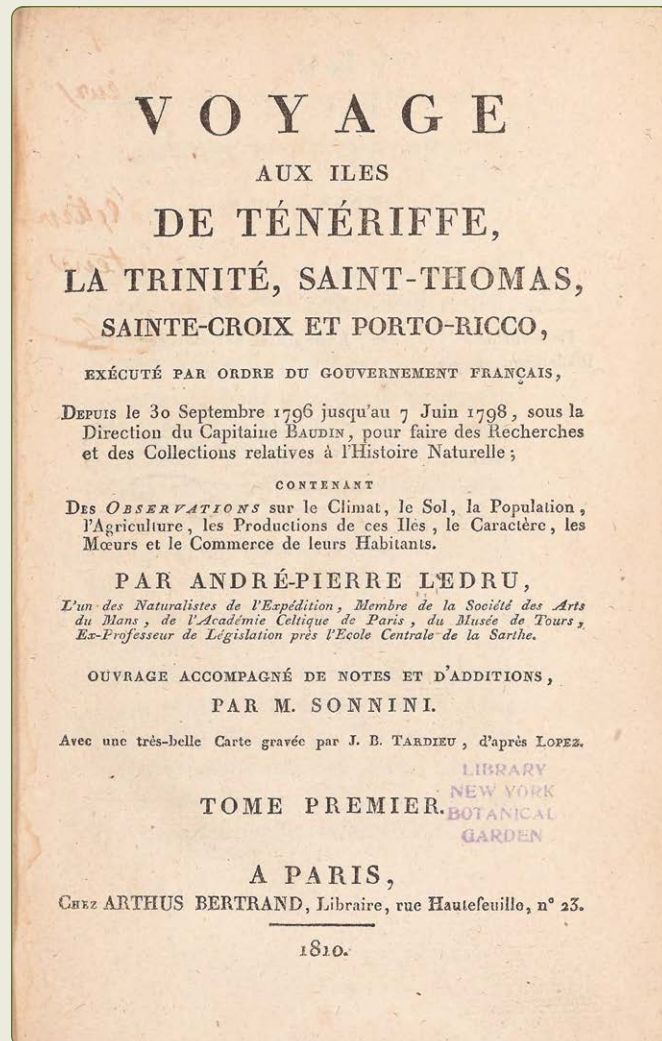 VOYAGE
AUX ILES
DE TÉNÉRIFFE,
LA TRINITÉ, SAINT-THOMAS,
SAINTE-CROIX ET PORTO-RICCO,
EXÉCUTÉ PAR ORDRE DU GOUVERNEMENT FRANÇAIS,
DEPUIS le 30 Septembre 1796 jusqu'au 7 Juin 1798, sous la
Direction du Capitaine BAUDIN, pour faire des Recherches
et des Collections relatives à l'Histoire Naturelle;
CONTENANT
DES OBSERVATIONS sur le Climat, le Sol, la Population,
l'Agriculture, les Productions de ces Iles, le Caractère, les
Mœurs et le Commerce de leurs Habitants.
PAR ANDRÉ-PIERRE LEDRU,
L'un des Naturalistes de l'Expédition, Membre de la Société des Arts
du Mans, de l'Académie Celtique de Paris, du Musée de Tours,
Ex-Professeur de Législation près l'Ecole Centrale de la Sarthe.
OUVRAGE ACCOMPAGNÉ DE NOTES ET D'ADDITIONS,
PAR M. SONNINI.
Avec une très-belle Carte gravée par J. B. TARDIEU, d'après LOPEZ.
LIBRARY
NEW YORK
BOTANICAL
GARDEN
TOME PREMIER.
A PARIS,
CHEZ ARTHUS BERTRAND, Libraire, rue Hautefeuille, n° 23.
1810.